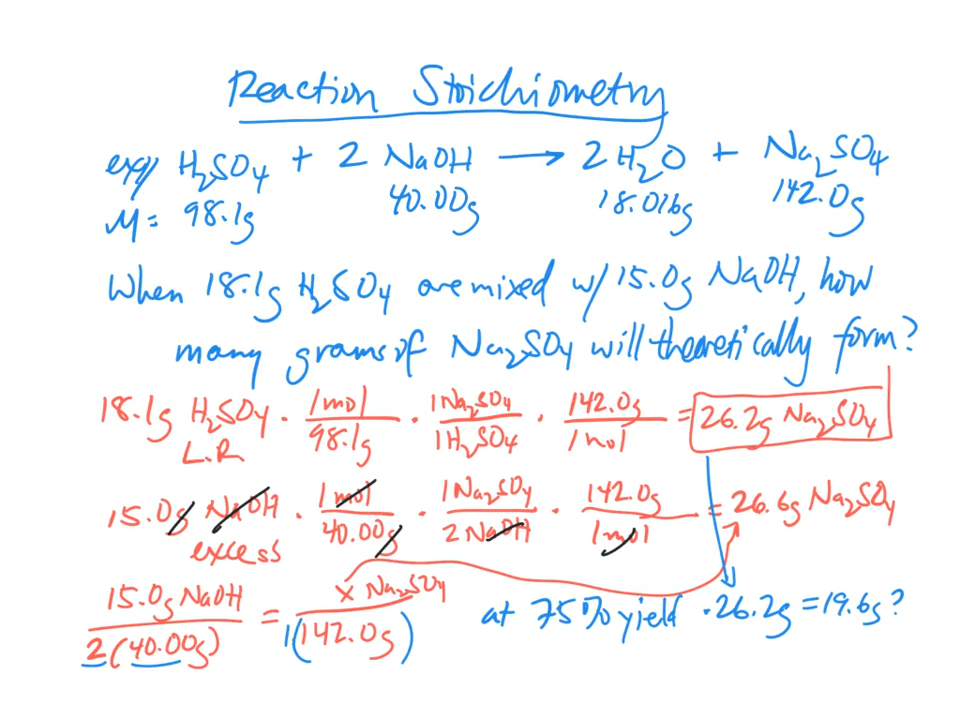 Reaction Stoichiometry
exp// H₂SO₄ + 2 NaOH → 2 H₂O + Na₂SO₄
M = 98.1g 40.00g 18.016g 142.0g
When 18.1g H₂SO₄ are mixed w/ 15.0g NaOH, how
many grams of Na₂SO₄ will theoretically form?
18.1g H₂SO₄ · 1mol/98.1g · 1Na₂SO₄/1H₂SO₄ · 142.0g/1mol = 26.2g Na₂SO₄
L.R.
15.0g NaOH · 1mol/40.00g · 1Na₂SO₄/2NaOH · 142.0g/1mol = 26.6g Na₂SO₄
excess
15.0g NaOH/2(40.00g) = x Na₂SO₄/1(142.0g)
at 75% yield · 26.2g = 19.6g?